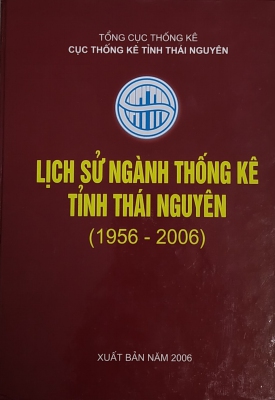 TỔNG CỤC THỐNG KÊ
CỤC THỐNG KÊ TỈNH THÁI NGUYÊN
LỊCH SỬ NGÀNH THỐNG KÊ
TỈNH THÁI NGUYÊN
(1956 - 2006)
XUẤT BẢN NĂM 2006